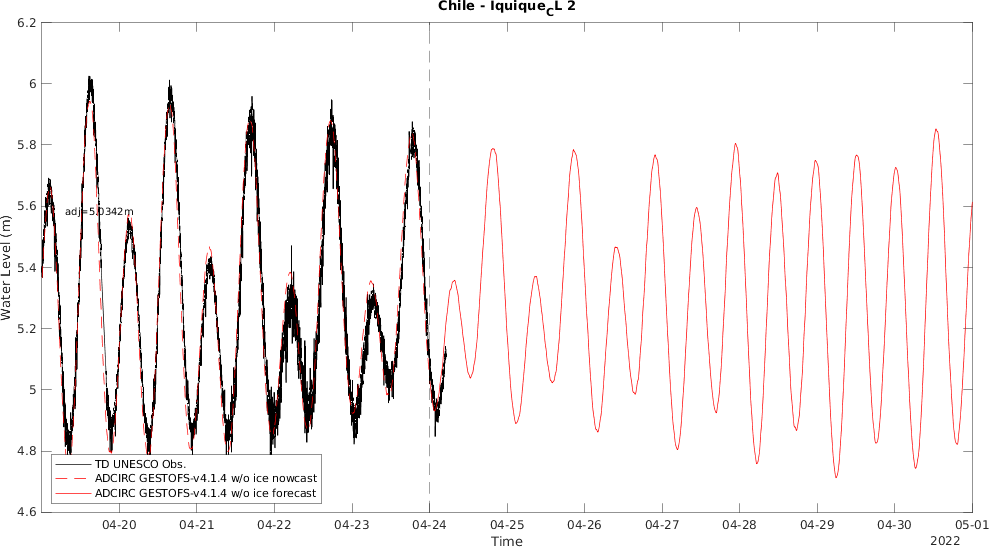 Chile - Iquique_CL 2
6.2
6
5.8
5.6
5.4
5.2
5
4.8
4.6
Water Level (m)
adj=5.0342m
TD UNESCO Obs.
ADCIRC GESTOFS-v4.1.4 w/o ice nowcast
ADCIRC GESTOFS-v4.1.4 w/o ice forecast
04-20 04-21 04-22 04-23 04-24 04-25 04-26 04-27 04-28 04-29 04-30 05-01
Time
2022